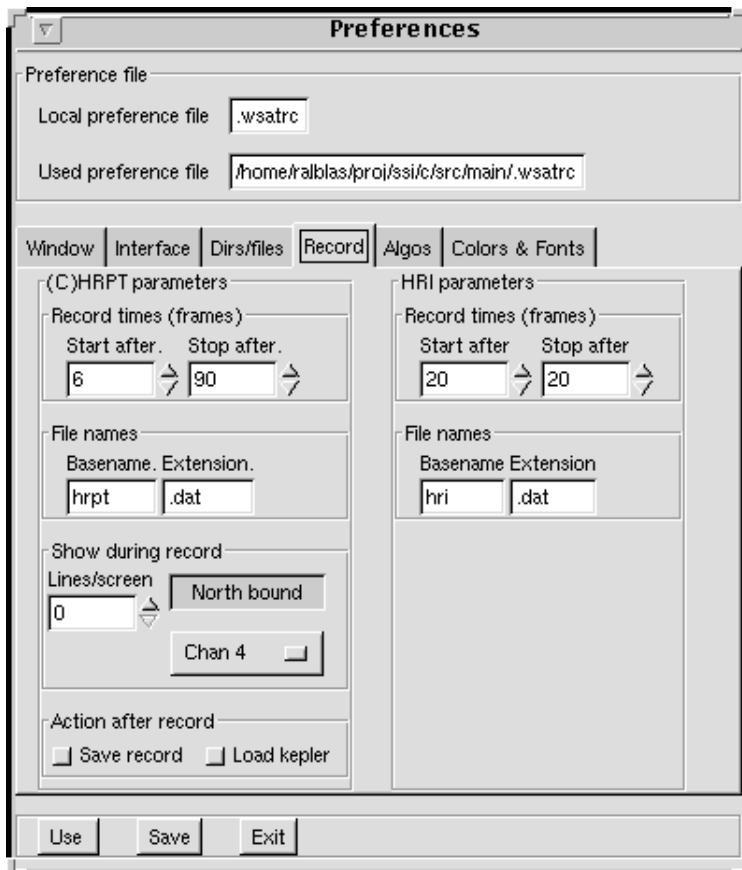 Preferences
Preference file
Local preference file .wsatrc
Used preference file /home/ralblas/proj/ssi/c/src/main/.wsatrc
Window Interface Dirs/files Record Algos Colors & Fonts
(C)HRPT parameters
Record times (frames)
Start after. Stop after.
6 90
File names
Basename. Extension.
hrpt .dat
Show during record
Lines/screen
0
North bound
Chan 4
Action after record
Save record Load kepler
HRI parameters
Record times (frames)
Start after Stop after
20 20
File names
Basename Extension
hri .dat
Use Save Exit